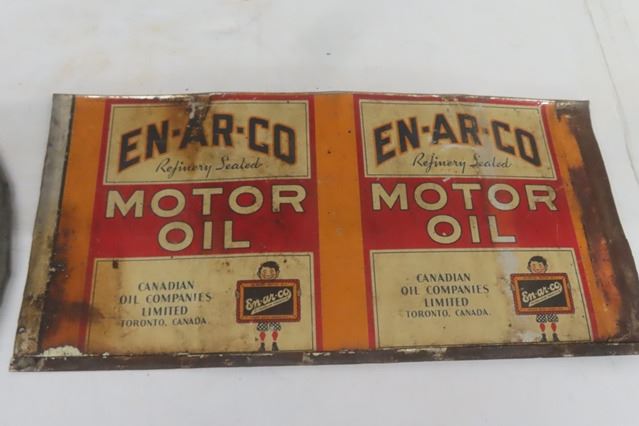 EN-AR-CO
Refinery Sealed
MOTOR
OIL
CANADIAN
OIL COMPANIES
LIMITED
TORONTO, CANADA.
En-ar-co
EN-AR-CO
Refinery Sealed
MOTOR
OIL
CANADIAN
OIL COMPANIES
LIMITED
TORONTO, CANADA.
En-ar-co